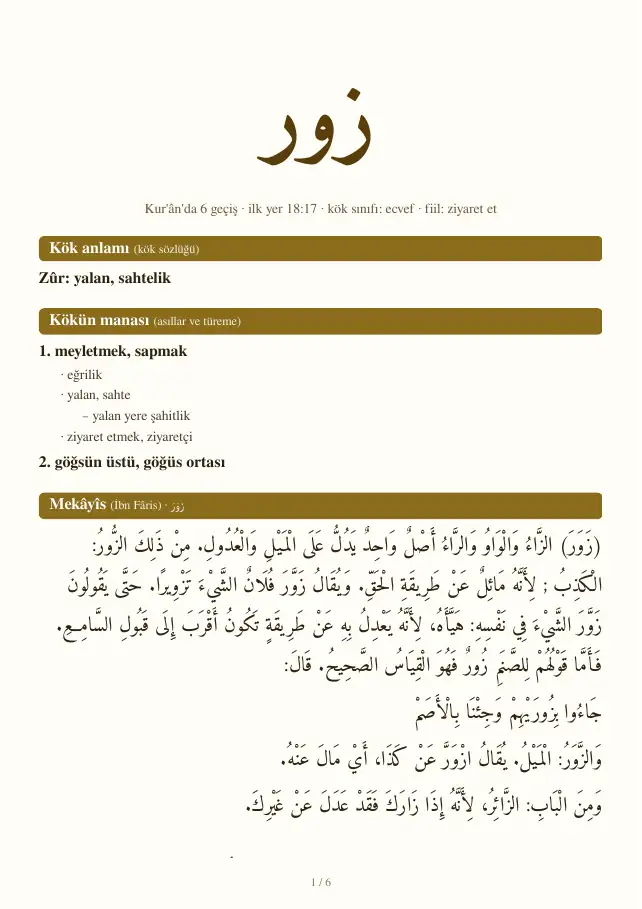 زور
Kur'ân'da 6 geçiş · ilk yer 18:17 · kök sınıfı: ecvef · fiil: ziyaret et
Kök anlamı (kök sözlüğü)
Zûr: yalan, sahtelik
Kökün manası (asıllar ve türeme)
1. meyletmek, sapmak
· eğrilik
· yalan, sahte
– yalan yere şahitlik
· ziyaret etmek, ziyaretçi
2. göğsün üstü, göğüs ortası
Mekâyîs (İbn Fâris) · زوَرَ
(زَوَرَ) الزَّاءُ وَالْوَاوُ وَالرَّاءُ أَصْلٌ وَاحِدٌ يَدُلُّ عَلَى الْمَيْلِ وَالْعُدُولِ. مِنْ ذَلِكَ الزُّورُ:
الْكَذِبُ ; لِأَنَّهُ مَائِلٌ عَنْ طَرِيقَةِ الْحَقِّ. وَيُقَالُ زَوَّرَ فُلَانٌ الشَّيْءَ تَزْوِيرًا. حَتَّى يَقُولُونَ
زَوَّرَ الشَّيْءَ فِي نَفْسِهِ: هَيَّأَهُ، لِأَنَّهُ يَعْدِلُ بِهِ عَنْ طَرِيقَةٍ تَكُونُ أَقْرَبَ إِلَى قَبُولِ السَّامِعِ.
فَأَمَّا قَوْلُهُمْ لِلصَّنَمِ زُورٌ فَهُوَ الْقِيَاسُ الصَّحِيحُ. قَالَ:
جَاءُوا بِزُورَيْهِمْ وَجِئْنَا بِالْأَصَمْ
وَالزَّوَرُ: الْمَيْلُ. يُقَالُ ازْوَرَّ عَنْ كَذَا، أَيْ مَالَ عَنْهُ.
وَمِنَ الْبَابِ: الزَّائِرُ، لِأَنَّهُ إِذَا زَارَكَ فَقَدْ عَدَلَ عَنْ غَيْرِكَ.
1 / 6